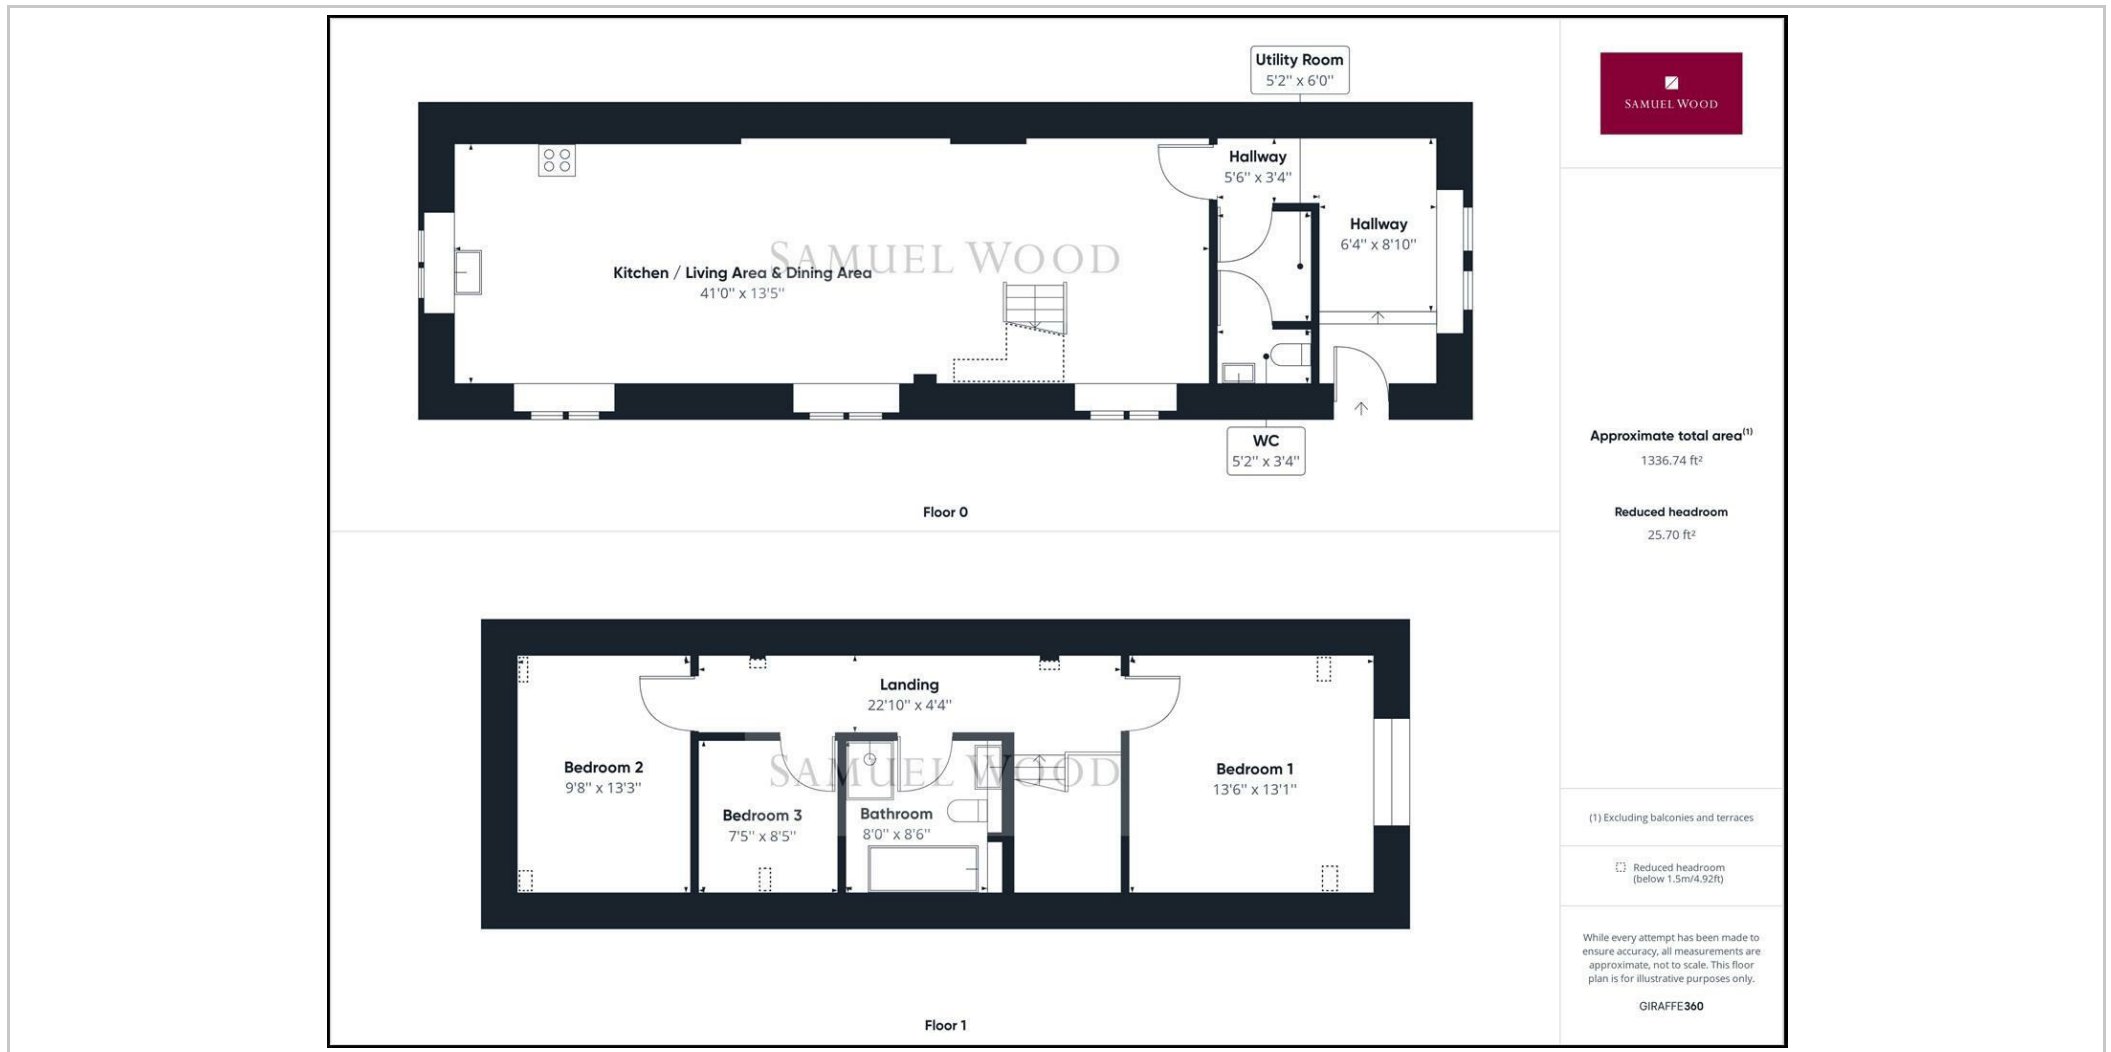 Utility Room
5'2" x 6'0"
Hallway
5'6" x 3'4"
Hallway
6'4" x 8'10"
SAMUEL WOOD
Kitchen / Living Area & Dining Area
41'0" x 13'5"
WC
5'2" x 3'4"
Floor 0
Landing
22'10" x 4'4"
Bedroom 2
9'8" x 13'3"
SAMUEL WOOD
Bedroom 1
13'6" x 13'1"
Bedroom 3
7'5" x 8'5"
Bathroom
8'0" x 8'6"
Floor 1
SAMUEL WOOD
Approximate total area(1)
1336.74 ft²
Reduced headroom
25.70 ft²
(1) Excluding balconies and terraces
Reduced headroom
(below 1.5m/4.92ft)
While every attempt has been made to
ensure accuracy, all measurements are
approximate, not to scale. This floor
plan is for illustrative purposes only.
GIRAFFE360